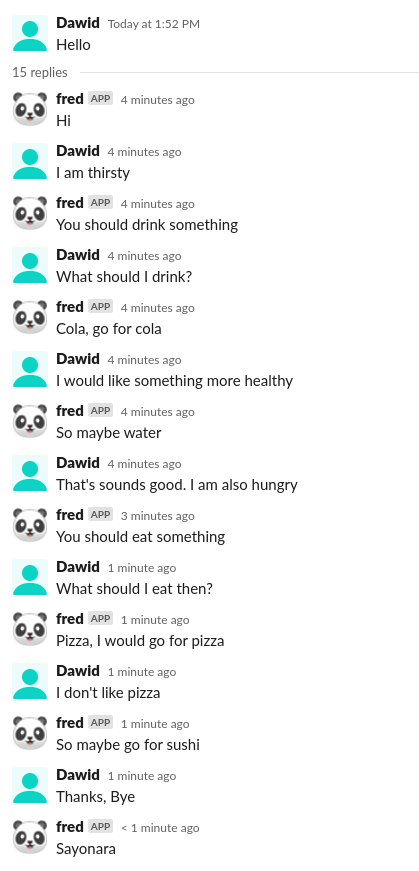 Dawid Today at 1:52 PM
Hello
15 replies
fred APP 4 minutes ago
Hi
Dawid 4 minutes ago
I am thirsty
fred APP 4 minutes ago
You should drink something
Dawid 4 minutes ago
What should I drink?
fred APP 4 minutes ago
Cola, go for cola
Dawid 4 minutes ago
I would like something more healthy
fred APP 4 minutes ago
So maybe water
Dawid 4 minutes ago
That's sounds good. I am also hungry
fred APP 3 minutes ago
You should eat something
Dawid 1 minute ago
What should I eat then?
fred APP 1 minute ago
Pizza, I would go for pizza
Dawid 1 minute ago
I don't like pizza
fred APP 1 minute ago
So maybe go for sushi
Dawid 1 minute ago
Thanks, Bye
fred APP < 1 minute ago
Sayonara